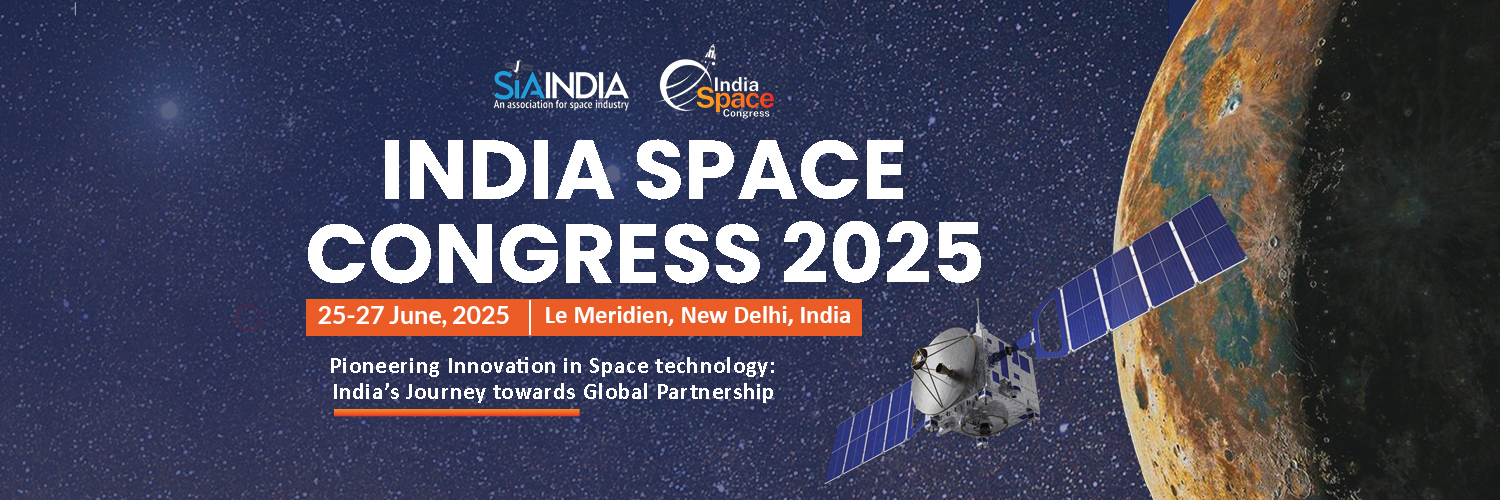 SIAINDIA
An association for space industry
India
Space
Congress
INDIA SPACE
CONGRESS 2025
25-27 June, 2025
Le Meridien, New Delhi, India
Pioneering Innovation in Space technology:
India's Journey towards Global Partnership